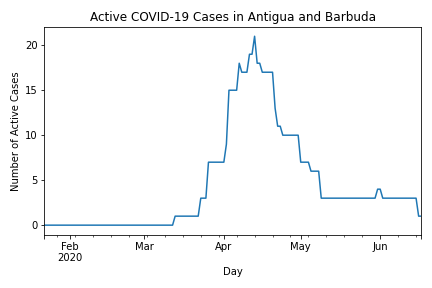 Active COVID-19 Cases in Antigua and Barbuda
Number of Active Cases
20
15
10
5
0
Feb Mar Apr May Jun
2020
Day